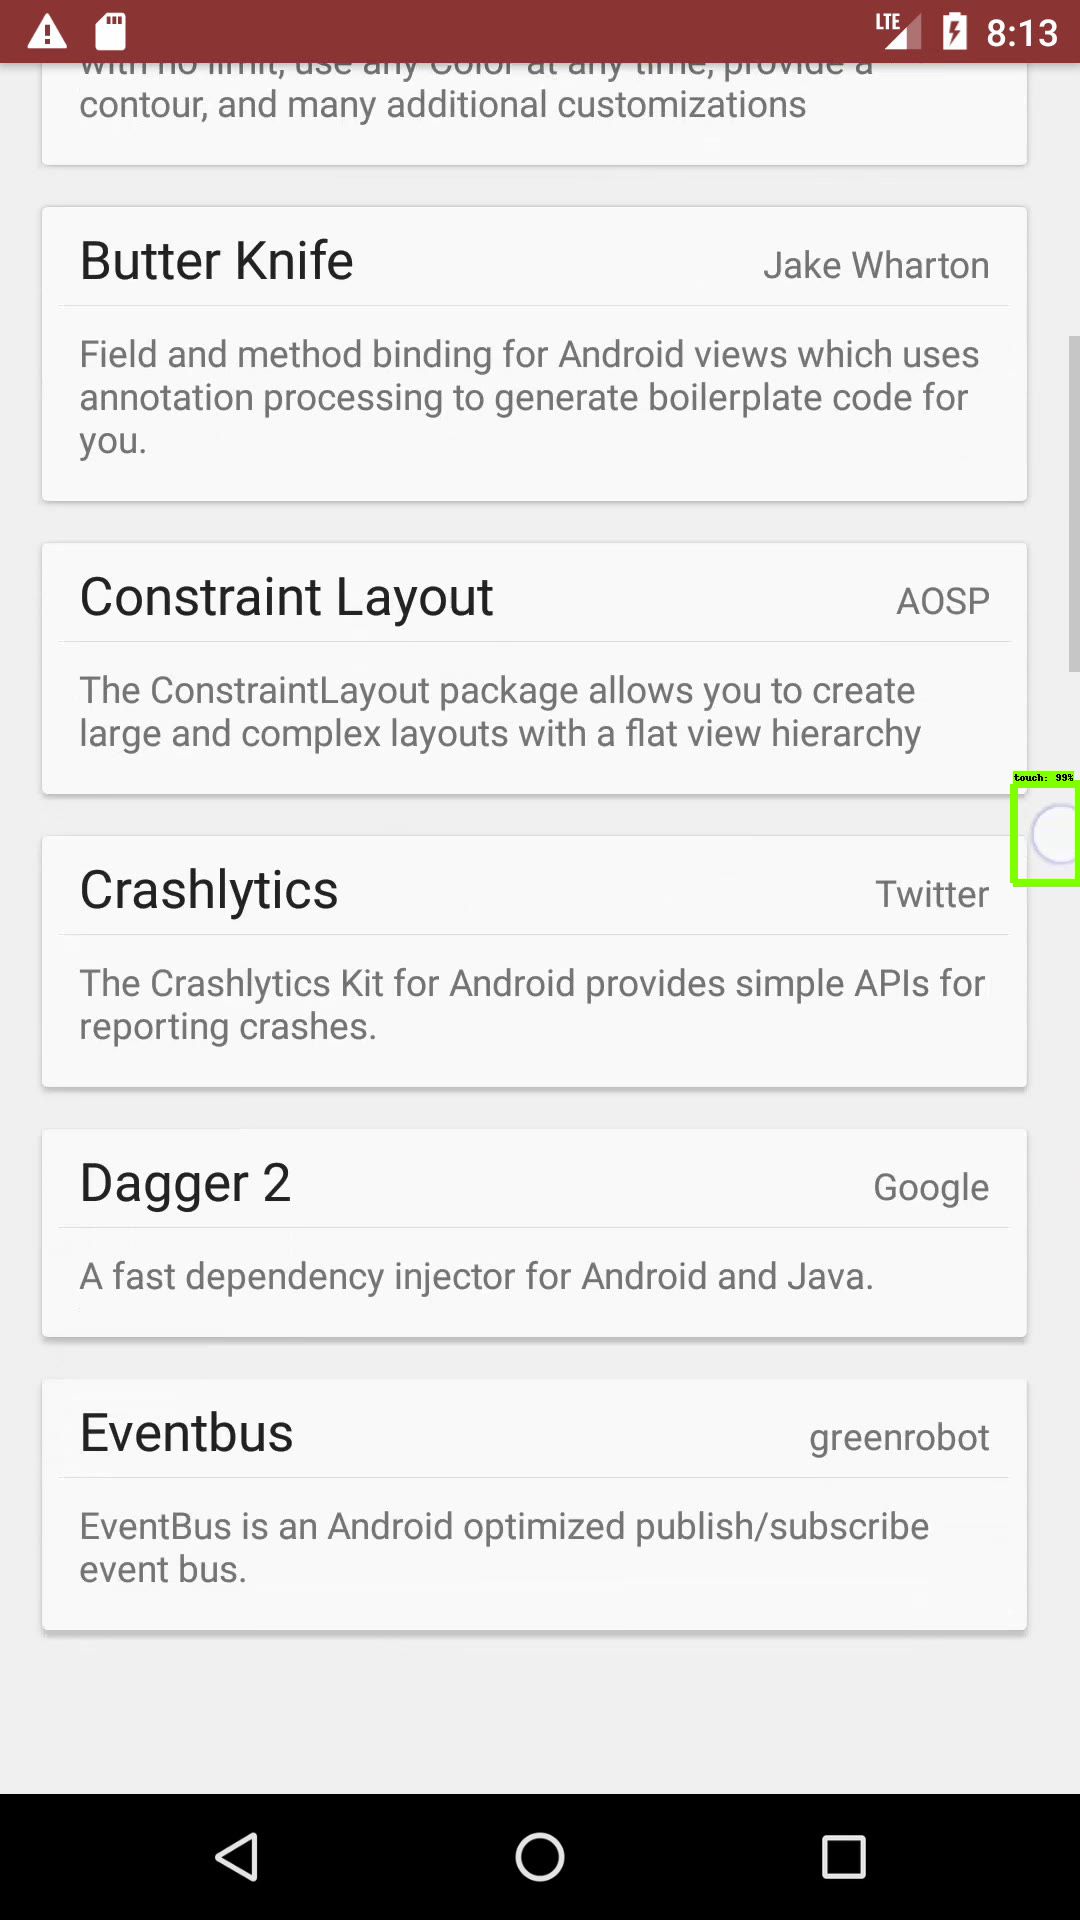 LTE 8:13
with no limit, use any Color at any time, provide a
contour, and many additional customizations
Butter Knife Jake Wharton
Field and method binding for Android views which uses
annotation processing to generate boilerplate code for
you.
Constraint Layout AOSP
The ConstraintLayout package allows you to create
large and complex layouts with a flat view hierarchy
touch: 99%
Crashlytics Twitter
The Crashlytics Kit for Android provides simple APIs for
reporting crashes.
Dagger 2 Google
A fast dependency injector for Android and Java.
Eventbus greenrobot
EventBus is an Android optimized publish/subscribe
event bus.